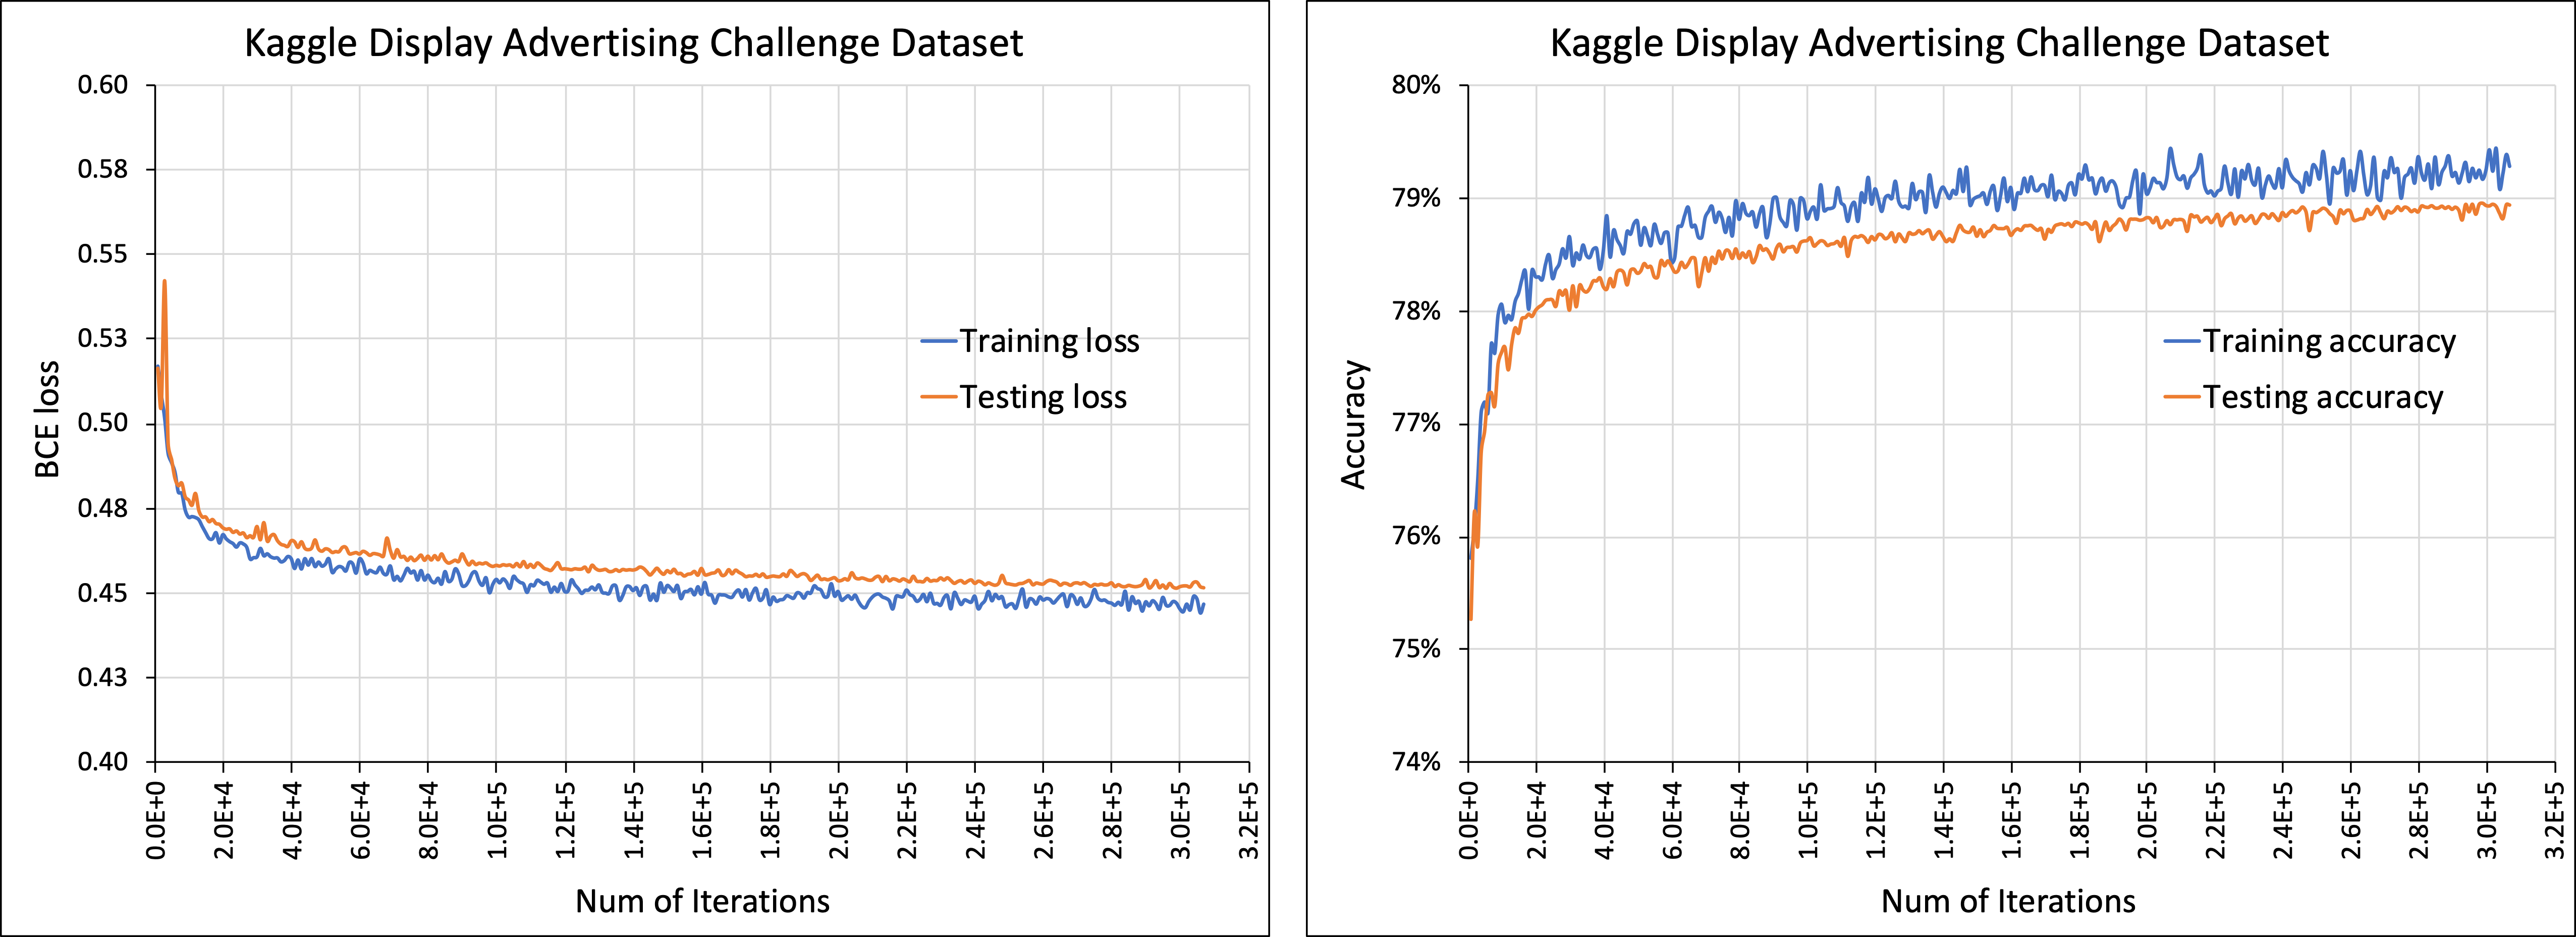 Kaggle Display Advertising Challenge Dataset
0.60
0.58
0.55
0.53
0.50
0.48
0.45
0.43
0.40
BCE loss
Training loss
Testing loss
0.0E+0
2.0E+4
4.0E+4
6.0E+4
8.0E+4
1.0E+5
1.2E+5
1.4E+5
1.6E+5
1.8E+5
2.0E+5
2.2E+5
2.4E+5
2.6E+5
2.8E+5
3.0E+5
3.2E+5
Num of Iterations
Kaggle Display Advertising Challenge Dataset
80%
79%
78%
77%
76%
75%
74%
Accuracy
Training accuracy
Testing accuracy
0.0E+0
2.0E+4
4.0E+4
6.0E+4
8.0E+4
1.0E+5
1.2E+5
1.4E+5
1.6E+5
1.8E+5
2.0E+5
2.2E+5
2.4E+5
2.6E+5
2.8E+5
3.0E+5
3.2E+5
Num of Iterations